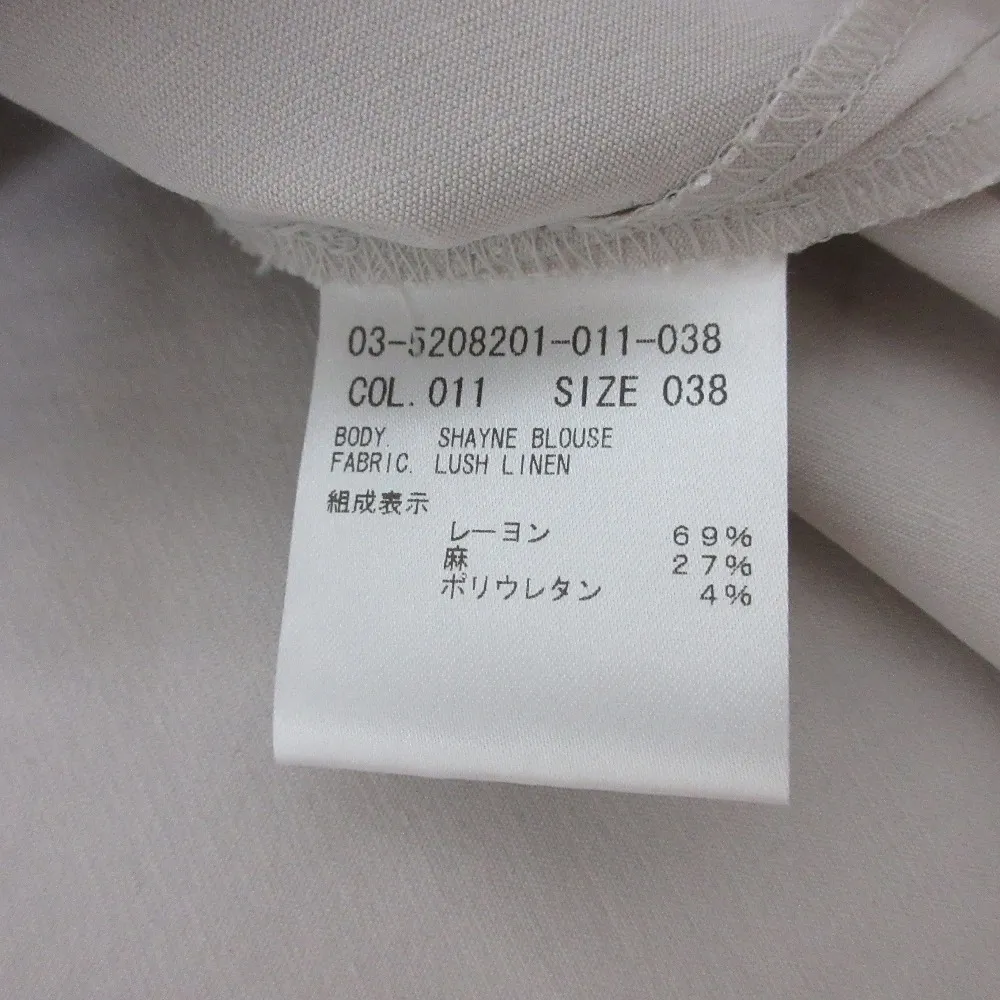 03-5208201-011-038
COL. 011 SIZE 038
BODY. SHAYNE BLOUSE
FABRIC. LUSH LINEN
組成表示
レーヨン 69%
麻 27%
ポリウレタン 4%